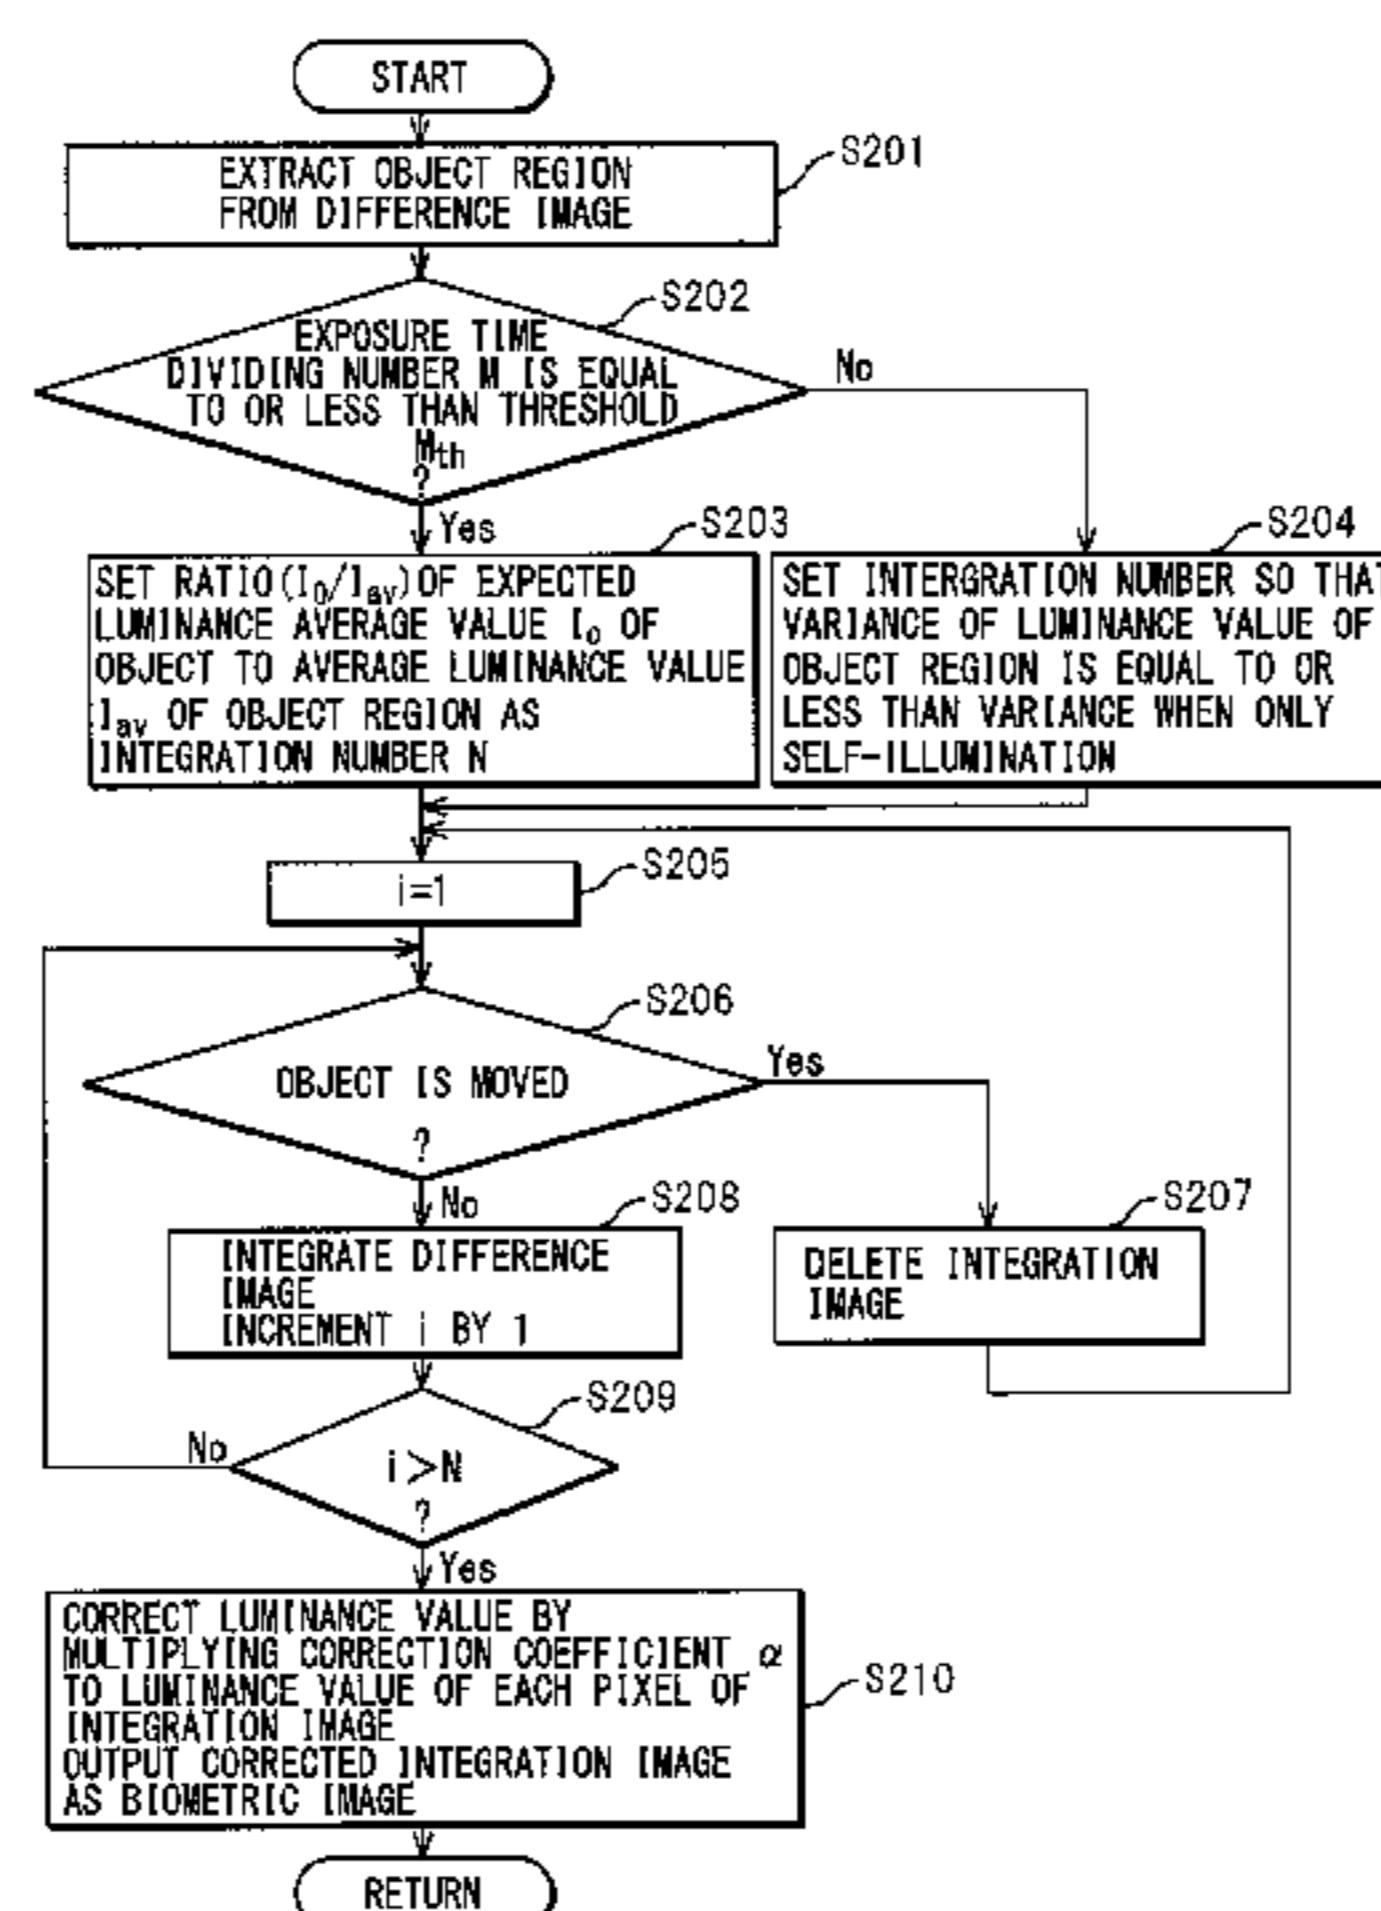 START
EXTRACT OBJECT REGION
FROM DIFFERENCE IMAGE
S201
S202
EXPOSURE TIME
DIVIDING NUMBER M IS EQUAL
TO OR LESS THAN THRESHOLD
Mth
?
No
Yes
S203
SET RATIO(I0/Iav)OF EXPECTED
LUMINANCE AVERAGE VALUE Io OF
OBJECT TO AVERAGE LUMINANCE VALUE
Iav OF OBJECT REGION AS
INTEGRATION NUMBER N
S204
SET INTERGRATION NUMBER SO THAT
VARIANCE OF LUMINANCE VALUE OF
OBJECT REGION IS EQUAL TO OR
LESS THAN VARIANCE WHEN ONLY
SELF-ILLUMINATION
S205
i=1
S206
OBJECT IS MOVED
?
Yes
No
S208
INTEGRATE DIFFERENCE
IMAGE
INCREMENT i BY 1
S207
DELETE INTEGRATION
IMAGE
S209
i>N
?
No
Yes
CORRECT LUMINANCE VALUE BY
MULTIPLYING CORRECTION COEFFICIENT α
TO LUMINANCE VALUE OF EACH PIXEL OF
INTEGRATION IMAGE
OUTPUT CORRECTED INTEGRATION IMAGE
AS BIOMETRIC IMAGE
S210
RETURN